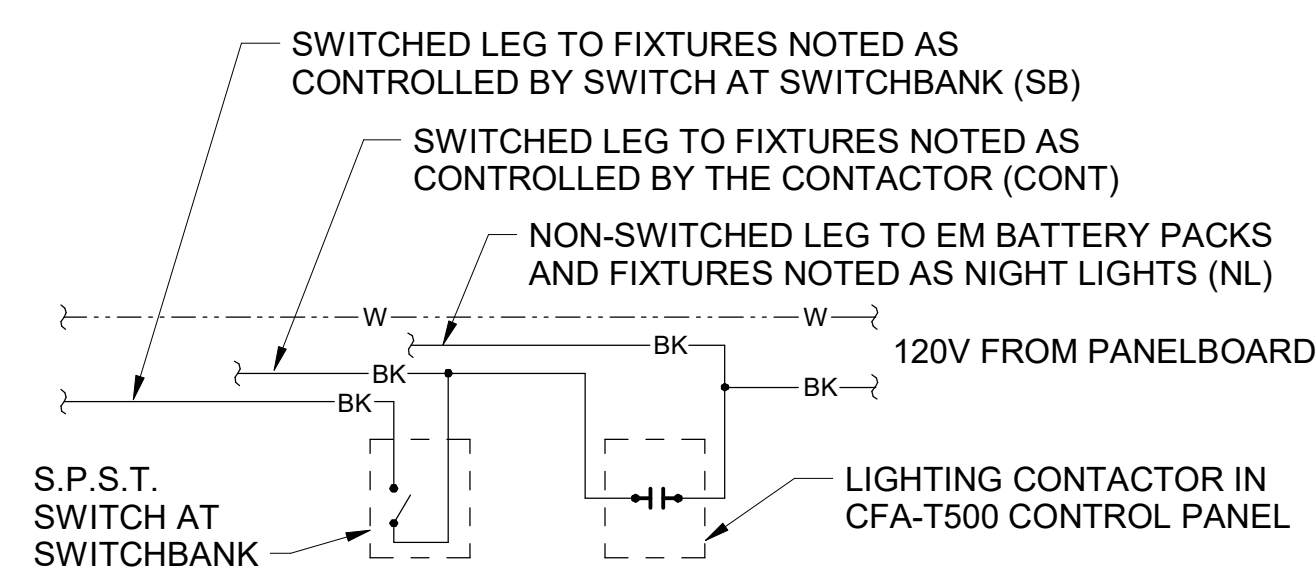 SWITCHED LEG TO FIXTURES NOTED AS
CONTROLLED BY SWITCH AT SWITCHBANK (SB)
SWITCHED LEG TO FIXTURES NOTED AS
CONTROLLED BY THE CONTACTOR (CONT)
NON-SWITCHED LEG TO EM BATTERY PACKS
AND FIXTURES NOTED AS NIGHT LIGHTS (NL)
W
W
BK
120V FROM PANELBOARD
BK
BK
BK
S.P.S.T.
SWITCH AT
SWITCHBANK
LIGHTING CONTACTOR IN
CFA-T500 CONTROL PANEL